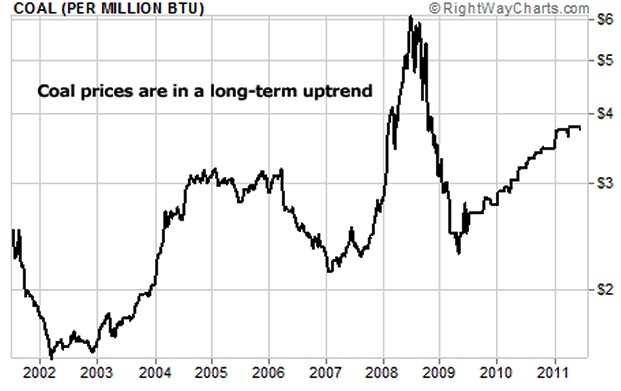 COAL (PER MILLION BTU)
©RightWayCharts.com
Coal prices are in a long-term uptrend
$6
$5
$4
$3
$2
2002 2003 2004 2005 2006 2007 2008 2009 2010 2011